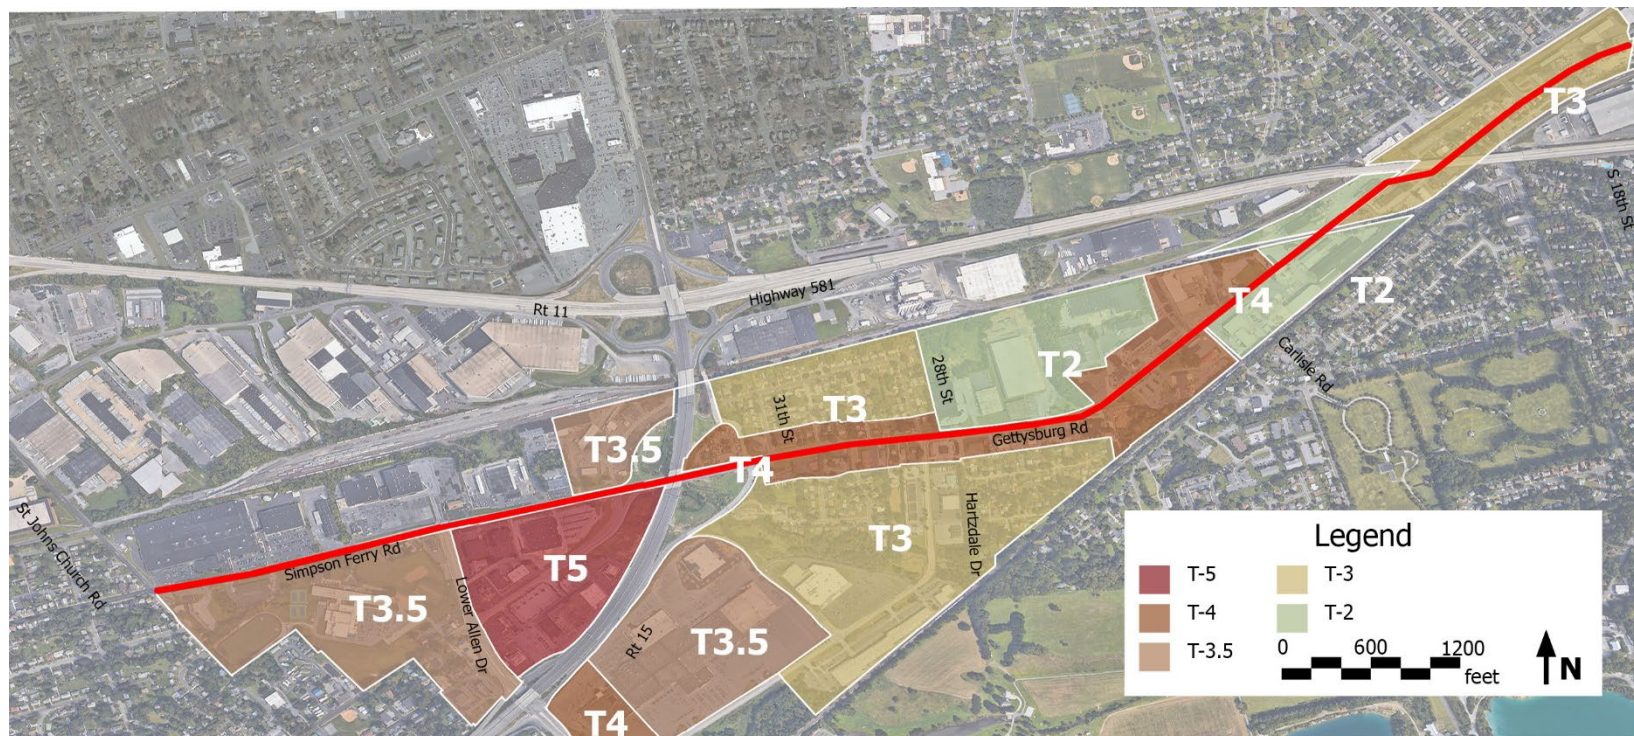 T3
S 18th St
Rt 11
Highway 581
T4
T2
Carlisle Rd
28th St
T2
31th St
T3
Gettysburg Rd
T3.5
T4
St Johns Church Rd
Simpson Ferry Rd
Lower Allen Dr
T5
T3
Hartzdale Dr
T3.5
Rt 15
T3.5
T4
Legend
T-5
T-3
T-4
T-2
T-3.5
0 600 1200
feet
N